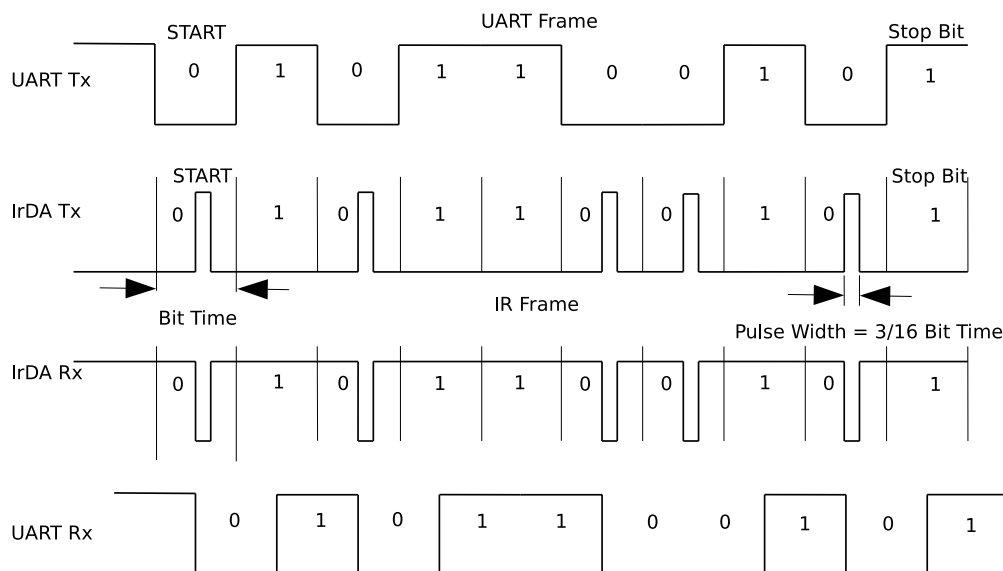 UART Frame
START
Stop Bit
UART Tx
0 1 0 1 1 0 0 1 0 1
START
Stop Bit
IrDA Tx
0 1 0 1 1 0 0 1 0 1
Bit Time
IR Frame
Pulse Width = 3/16 Bit Time
IrDA Rx
0 1 0 1 1 0 0 1 0 1
UART Rx
0 1 0 1 1 0 0 1 0 1